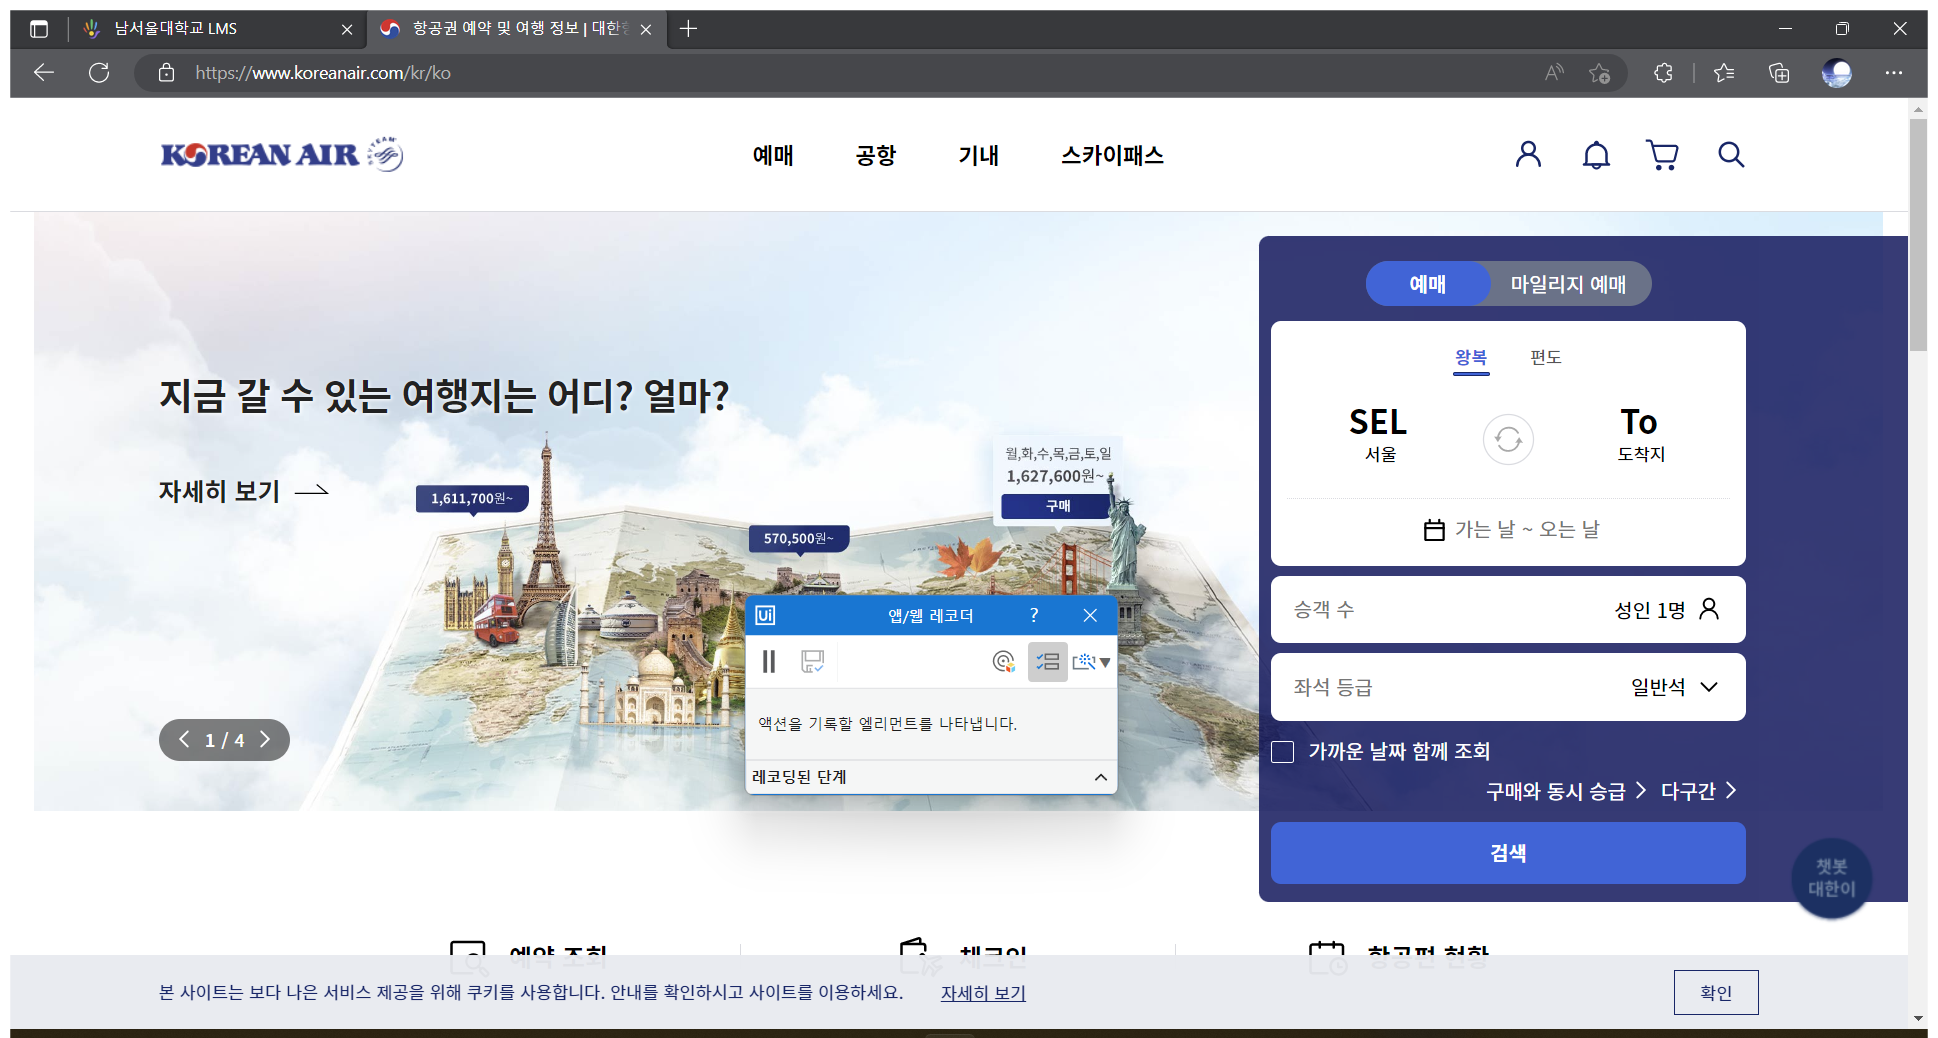 남서울대학교 LMS
항공권 예약 및 여행 정보 | 대한항
https://www.koreanair.com/kr/ko
KOREAN AIR SKYTEAM
예매 공항 기내 스카이패스
예매 마일리지 예매
왕복 편도
SEL To
서울 도착지
가는 날 ~ 오는 날
승객 수 성인 1명
좌석 등급 일반석
가까운 날짜 함께 조회
구매와 동시 승급 다구간
검색
챗봇
대한이
지금 갈 수 있는 여행지는 어디? 얼마?
자세히 보기
1,611,700원~
570,500원~
월,화,수,목,금,토,일
1,627,600원~
구매
1 / 4
Ui 앱/웹 레코더 ?
액션을 기록할 엘리먼트를 나타냅니다.
레코딩된 단계
예약 조회 체크인 항공편 현황
본 사이트는 보다 나은 서비스 제공을 위해 쿠키를 사용합니다. 안내를 확인하시고 사이트를 이용하세요. 자세히 보기 확인